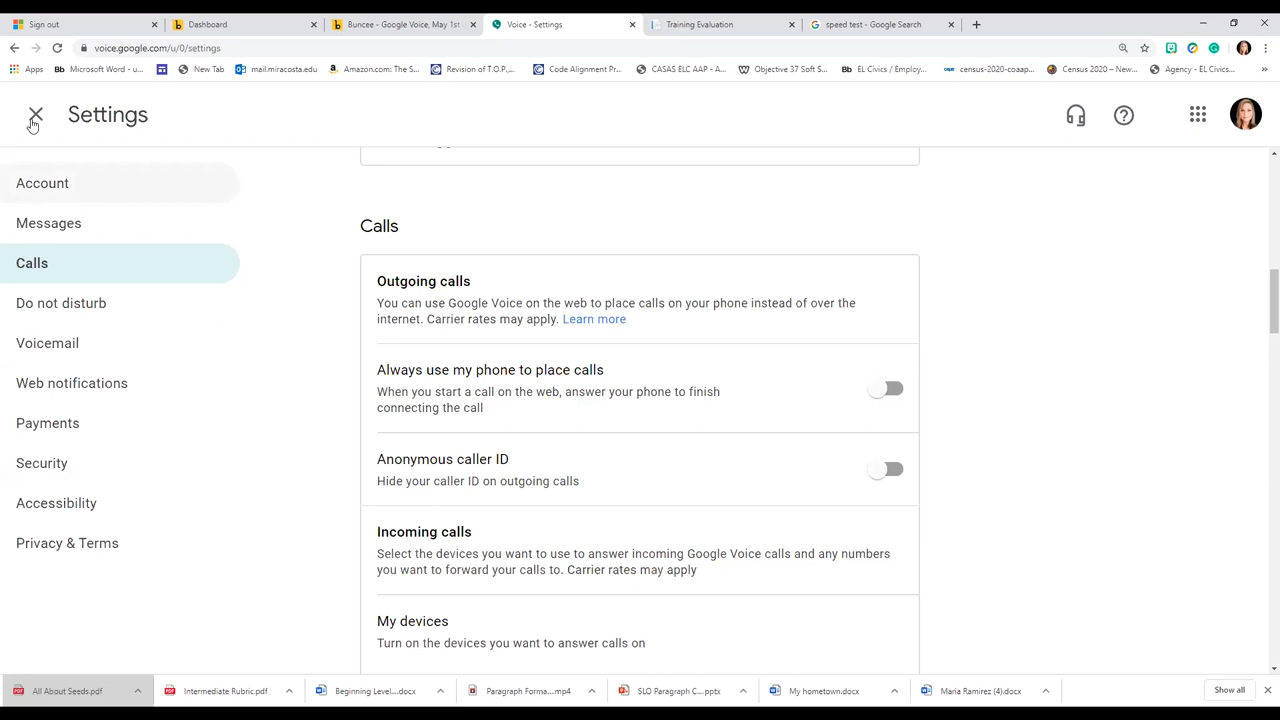 Sign out
Dashboard
Buncee - Google Voice, May 1st
Voice - Settings
Training Evaluation
speed test - Google Search
voice.google.com/u/0/settings
Apps
Microsoft Word - u...
New Tab
mail.miracosta.edu
Amazon.com: The S...
Revision of T.O.P.,...
Code Alignment Pr...
CASAS ELC AAP - A...
Objective 37 Soft S...
Civics / Employ...
census-2020-coaap...
Census 2020 – New...
Agency - EL Civics...
Settings
Account
Messages
Calls
Do not disturb
Voicemail
Web notifications
Payments
Security
Accessibility
Privacy & Terms
Calls
Outgoing calls
You can use Google Voice on the web to place calls on your phone instead of over the
internet. Carrier rates may apply. Learn more
Always use my phone to place calls
When you start a call on the web, answer your phone to finish
connecting the call
Anonymous caller ID
Hide your caller ID on outgoing calls
Incoming calls
Select the devices you want to use to answer incoming Google Voice calls and any numbers
you want to forward your calls to. Carrier rates may apply
My devices
Turn on the devices you want to answer calls on
All About Seeds.pdf
Intermediate Rubric.pdf
Beginning Level....docx
Paragraph Forma....mp4
SLO Paragraph C....pptx
My hometown.docx
Maria Ramirez (4).docx
Show all